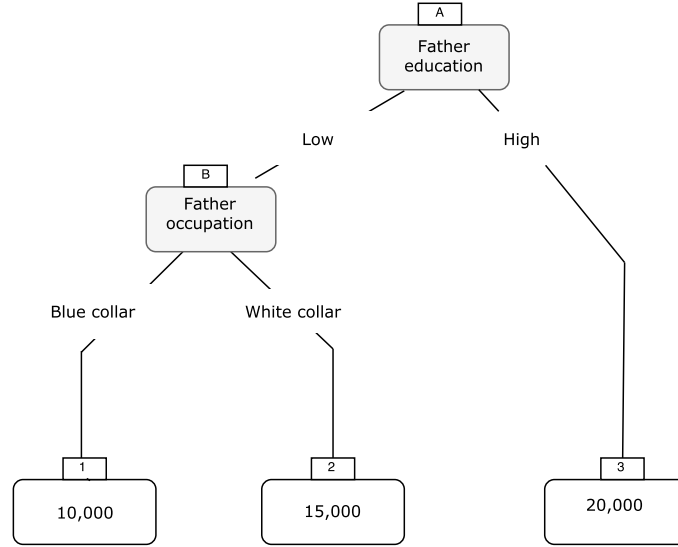 A
Father
education
Low
High
B
Father
occupation
Blue collar
White collar
1
2
3
10,000
15,000
20,000